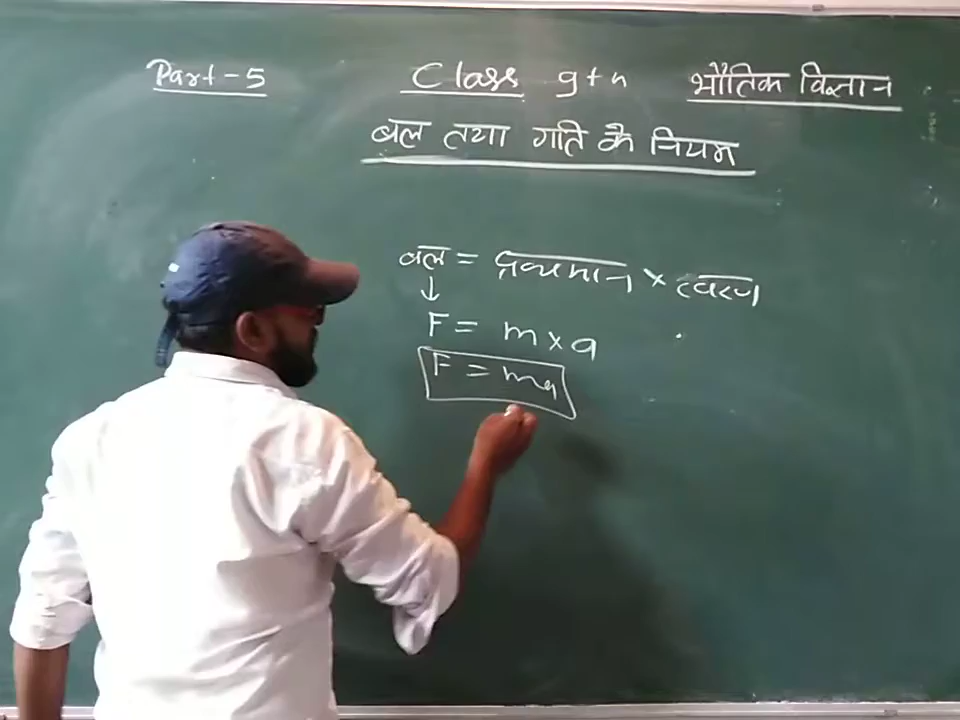 Part-5 Class 9th भौतिक विज्ञान
बल तथा गति के नियम
बल = द्रव्यमान × त्वरण
↓
F = m × a
F = ma